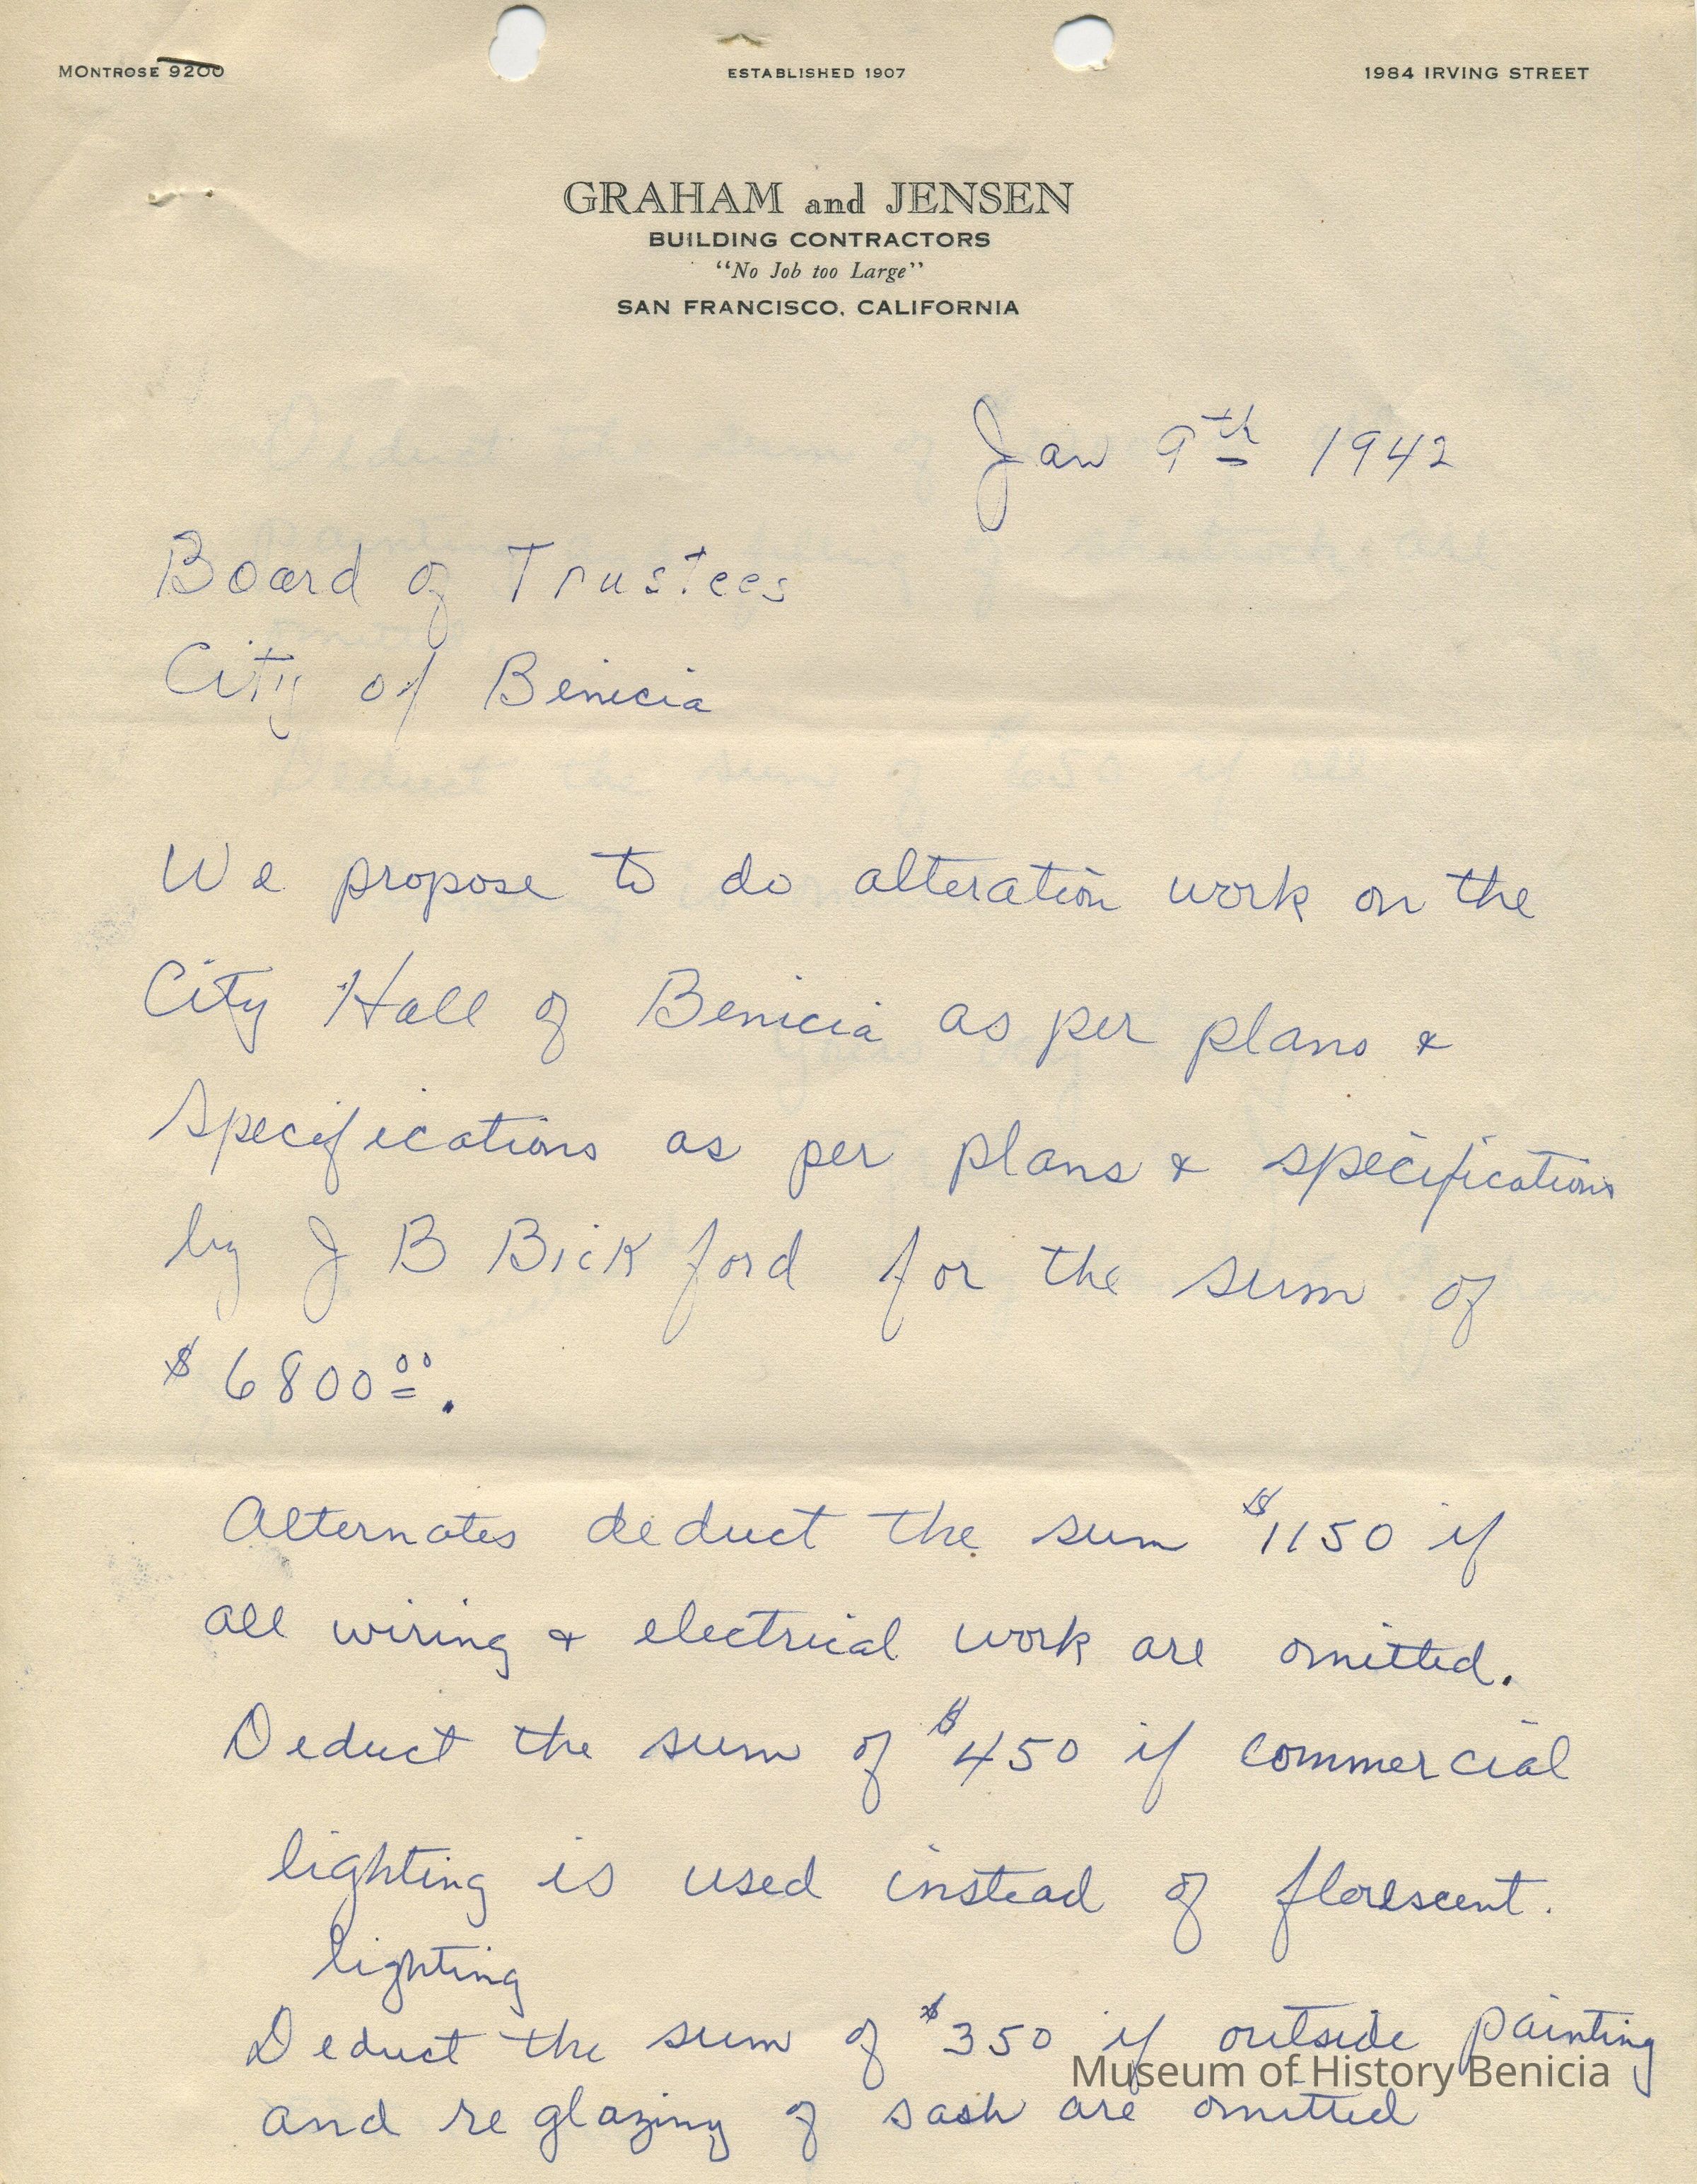 MONTROSE 9200
ESTABLISHED 1907
1984 IRVING STREET
GRAHAM and JENSEN
BUILDING CONTRACTORS
"No Job too Large"
SAN FRANCISCO, CALIFORNIA
Jan 9th 1942
Board of Trustees
City of Benicia
We propose to do alteration work on the
City Hall of Benicia as per plans &
Specifications as per plans & specifications
by J B Bickford for the sum of
$6800 00.
Alternates deduct the sum $1150 if
all wiring & electrical work are omitted.
Deduct the sum of $450 if commercial
lighting is used instead of florescent.
lighting
Deduct the sum of $350 if outside painting
and reglazing of sash are omitted
Museum of History Benicia